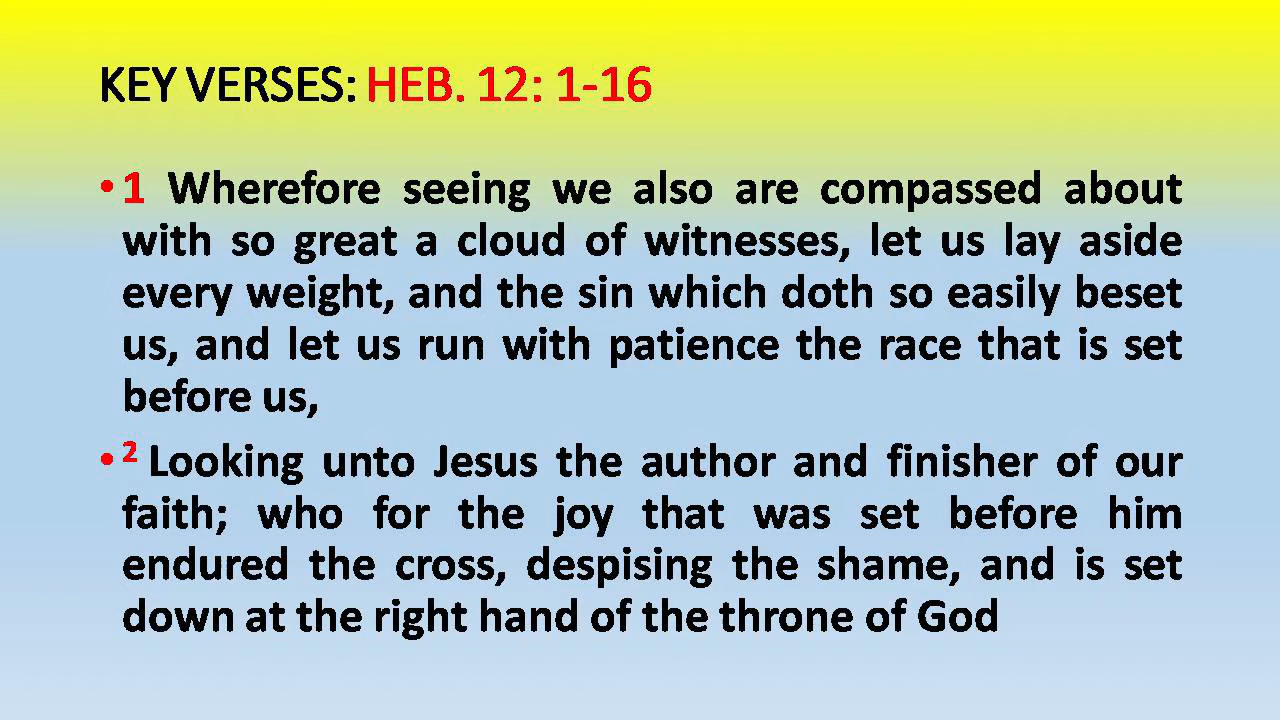 KEY VERSES: HEB. 12: 1-16
• 1 Wherefore seeing we also are compassed about
with so great a cloud of witnesses, let us lay aside
every weight, and the sin which doth so easily beset
us, and let us run with patience the race that is set
before us,
• 2 Looking unto Jesus the author and finisher of our
faith; who for the joy that was set before him
endured the cross, despising the shame, and is set
down at the right hand of the throne of God